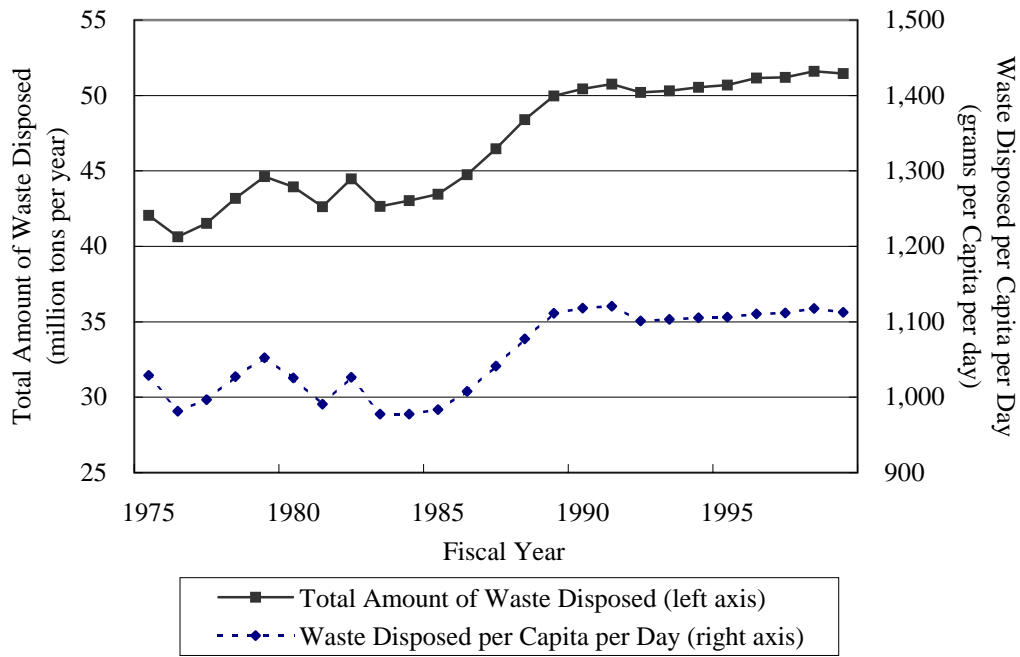 Total Amount of Waste Disposed
(million tons per year)
55
50
45
40
35
30
25
1,500
1,400
1,300
1,200
1,100
1,000
900
Waste Disposed per Capita per Day
(grams per Capita per day)
1975
1980
1985
1990
1995
Fiscal Year
Total Amount of Waste Disposed (left axis)
Waste Disposed per Capita per Day (right axis)